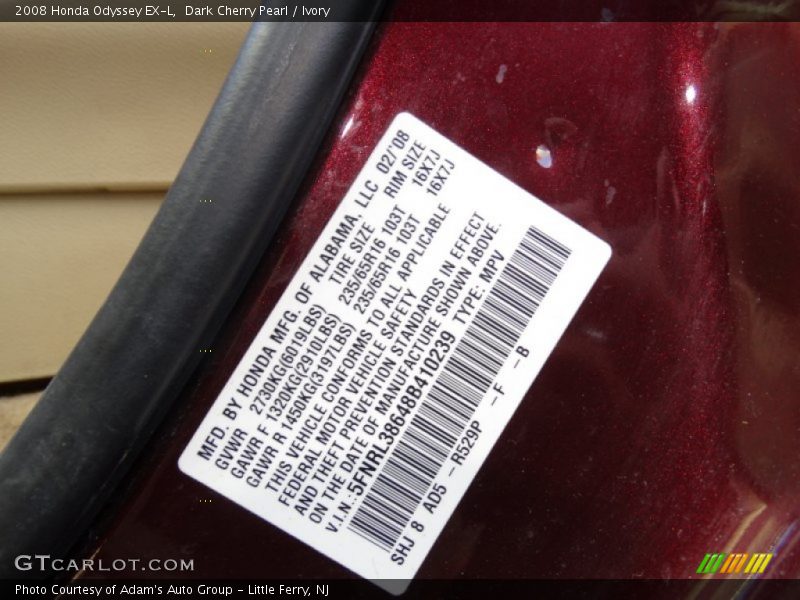 2008 Honda Odyssey EX-L,  Dark Cherry Pearl / Ivory
MFD. BY HONDA MFG. OF ALABAMA, LLC 02/'08
GVWR 2730KG(6019LBS) TIRE SIZE RIM SIZE
GAWR F 1320KG(2910LBS) 235/65R16 103T 16X7J
GAWR R 1450KG(3197LBS) 235/65R16 103T 16X7J
THIS VEHICLE CONFORMS TO ALL APPLICABLE
FEDERAL MOTOR VEHICLE SAFETY
AND THEFT PREVENTION STANDARDS IN EFFECT
ON THE DATE OF MANUFACTURE SHOWN ABOVE.
V.I.N.: 5FNRL38648B410239 TYPE: MPV
SHJ 8 AD5 -R529P -F -B
GTCARLOT.COM
Photo Courtesy of Adam's Auto Group - Little Ferry, NJ